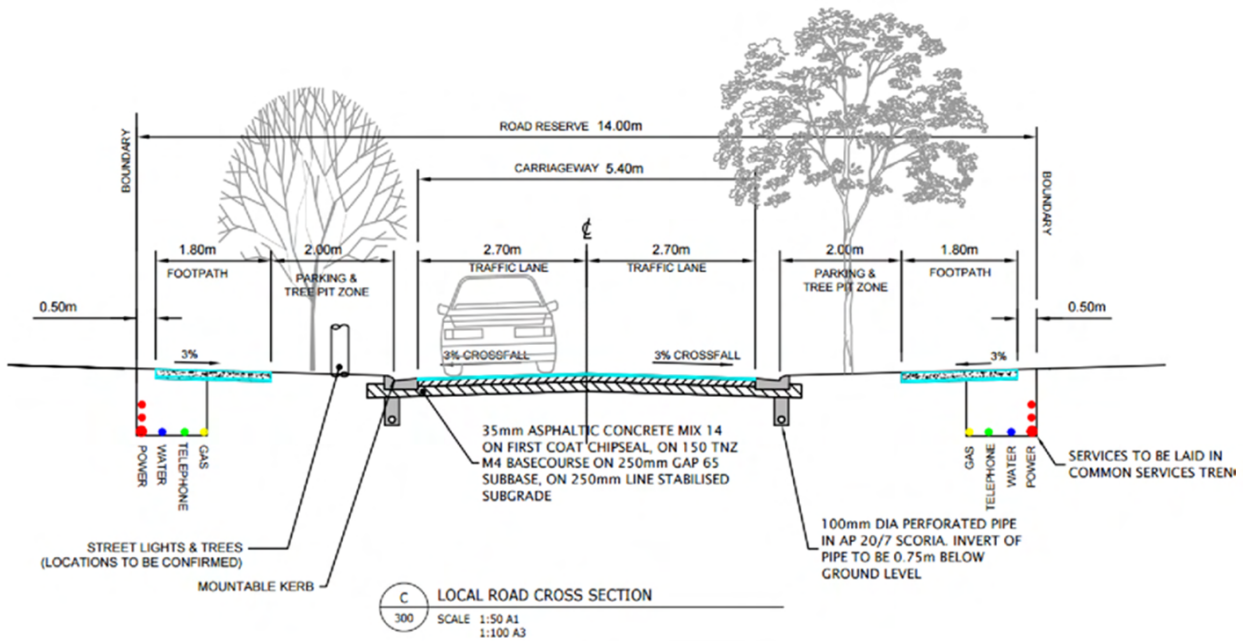 ROAD RESERVE 14.00m
BOUNDARY
BOUNDARY
CARRIAGEWAY 5.40m
℄
1.80m
FOOTPATH
2.00m
PARKING &
TREE PIT ZONE
2.70m
TRAFFIC LANE
2.70m
TRAFFIC LANE
2.00m
PARKING &
TREE PIT ZONE
1.80m
FOOTPATH
0.50m
0.50m
3%
3% CROSSFALL
3% CROSSFALL
3%
POWER
WATER
TELEPHONE
GAS
35mm ASPHALTIC CONCRETE MIX 14
ON FIRST COAT CHIPSEAL, ON 150 TNZ
M4 BASECOURSE ON 250mm GAP 65
SUBBASE, ON 250mm LINE STABILISED
SUBGRADE
GAS
TELEPHONE
WATER
POWER
SERVICES TO BE LAID IN
COMMON SERVICES TREN
100mm DIA PERFORATED PIPE
IN AP 20/7 SCORIA. INVERT OF
PIPE TO BE 0.75m BELOW
GROUND LEVEL
STREET LIGHTS & TREES
(LOCATIONS TO BE CONFIRMED)
MOUNTABLE KERB
C
300
LOCAL ROAD CROSS SECTION
SCALE 1:50 A1
1:100 A3